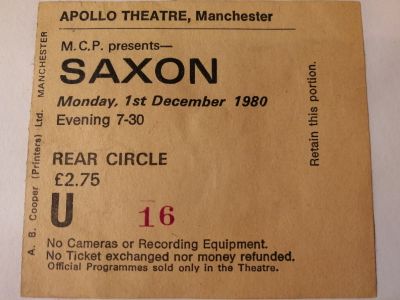 APOLLO THEATRE, Manchester
M.C.P. presents—
SAXON
Monday, 1st December 1980
Evening 7-30
REAR CIRCLE
£2.75
U 16
No Cameras or Recording Equipment.
No Ticket exchanged nor money refunded.
Official Programmes sold only in the Theatre.
A. B. Cooper (Printers) Ltd. MANCHESTER
Retain this portion.